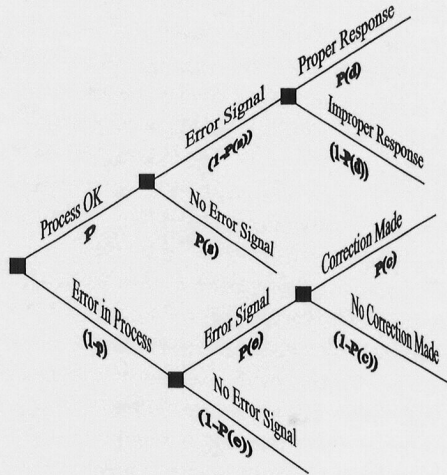 Proper Response
P(d)
Error Signal
(1-P(s))
Improper Response
(1-P(d))
Process OK
P
No Error Signal
P(s)
Correction Made
P(c)
Error in Process
(1-p)
Error Signal
P(e)
No Correction Made
(1-P(c))
No Error Signal
(1-P(e))